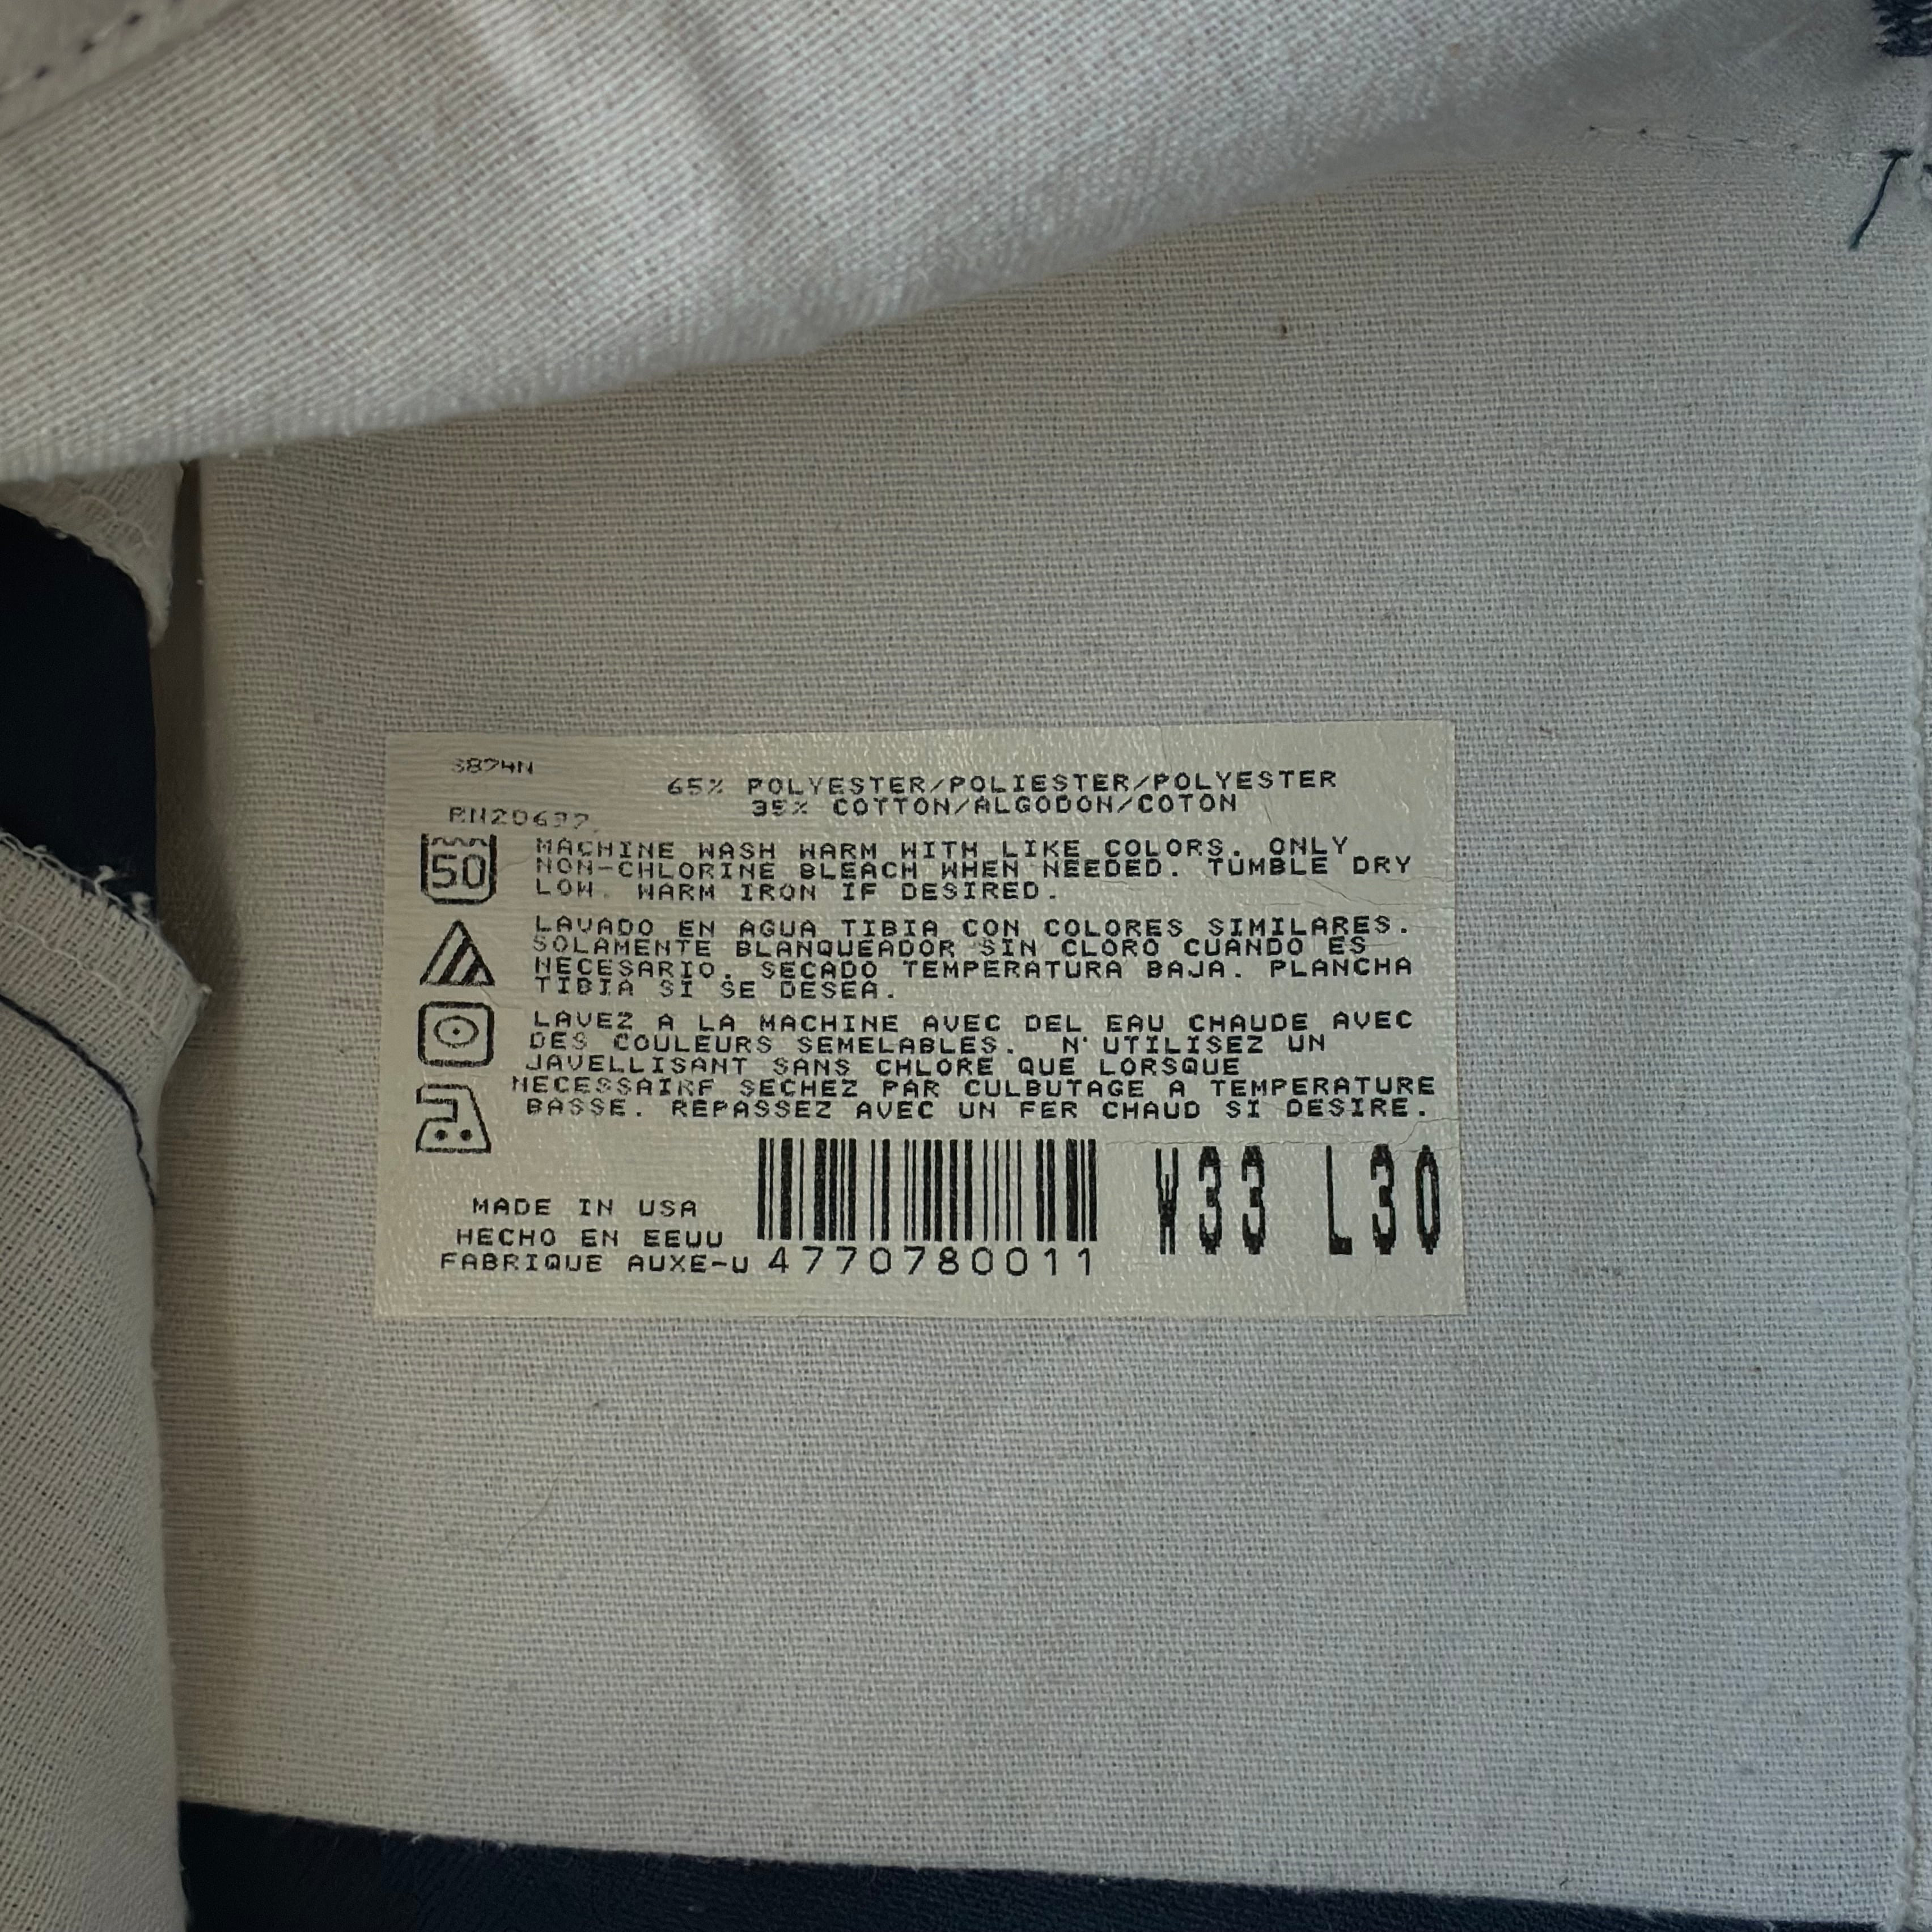 65% POLYESTER/POLIESTER/POLYESTER
35% COTTON/ALGODON/COTON
50
MACHINE WASH WARM WITH LIKE COLORS. ONLY
NON-CHLORINE BLEACH WHEN NEEDED. TUMBLE DRY
LOW. WARM IRON IF DESIRED.
LAVADO EN AGUA TIBIA CON COLORES SIMILARES.
SOLAMENTE BLANQUEADOR SIN CLORO CUANDO ES
NECESARIO. SECADO TEMPERATURA BAJA. PLANCHA
TIBIA SI SE DESEA.
LAVEZ A LA MACHINE AVEC DEL EAU CHAUDE AVEC
DES COULEURS SEMELABLES. N'UTILISEZ UN
JAVELLISANT SANS CHLORE QUE LORSQUE
NECESSAIRE SECHEZ PAR CULBUTAGE A TEMPERATURE
BASSE. REPASSEZ AVEC UN FER CHAUD SI DESIRE.
MADE IN USA
HECHO EN EEUU
FABRIQUE AUXE-U
4770780011
W33 L30